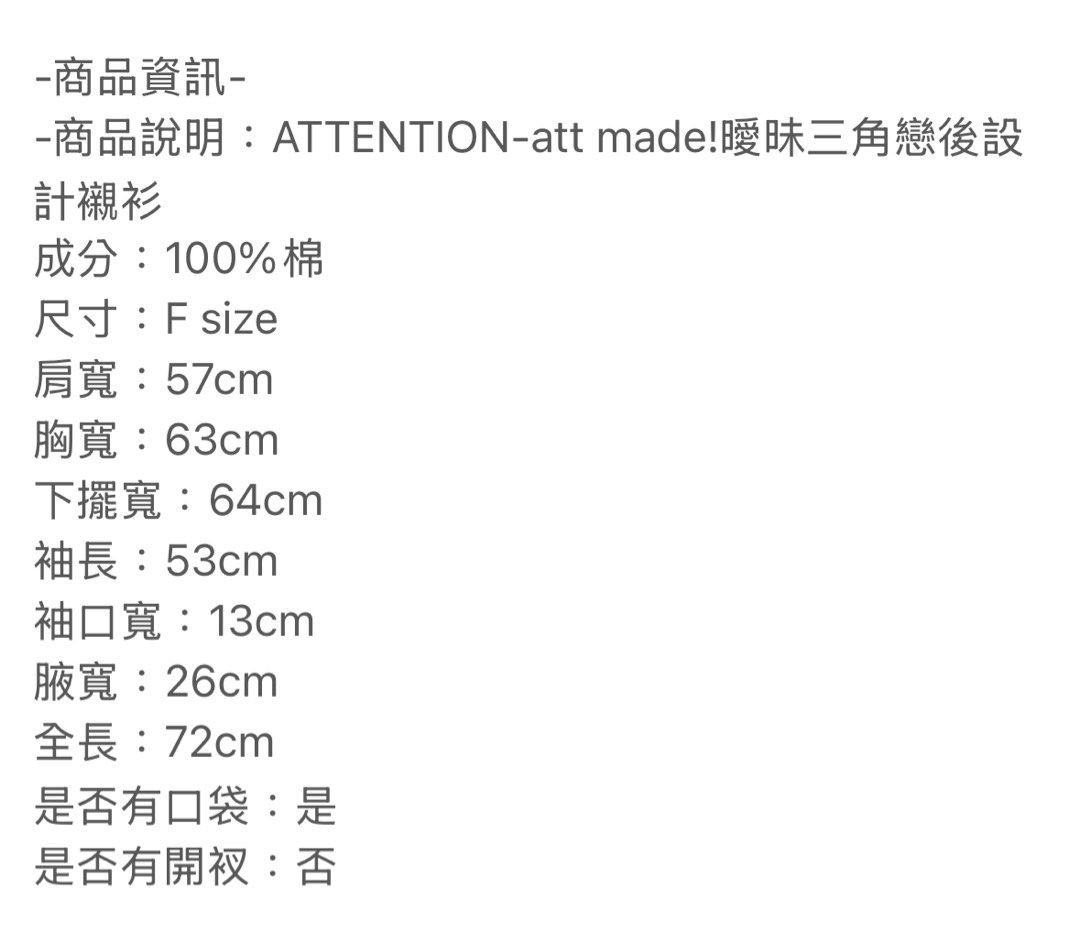 -商品資訊-
-商品說明：ATTENTION-att made!曖昧三角戀後設
計襯衫
成分：100%棉
尺寸：F size
肩寬：57cm
胸寬：63cm
下擺寬：64cm
袖長：53cm
袖口寬：13cm
腋寬：26cm
全長：72cm
是否有口袋：是
是否有開衩：否